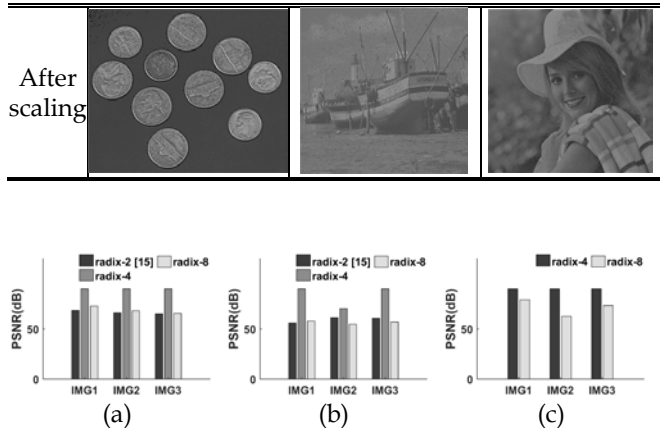 After
scaling
radix-2 [15] radix-8
radix-4
PSNR(dB)
50
0
IMG1 IMG2 IMG3
(a)
radix-2 [15] radix-8
radix-4
PSNR(dB)
50
0
IMG1 IMG2 IMG3
(b)
radix-4 radix-8
PSNR(dB)
50
0
IMG1 IMG2 IMG3
(c)